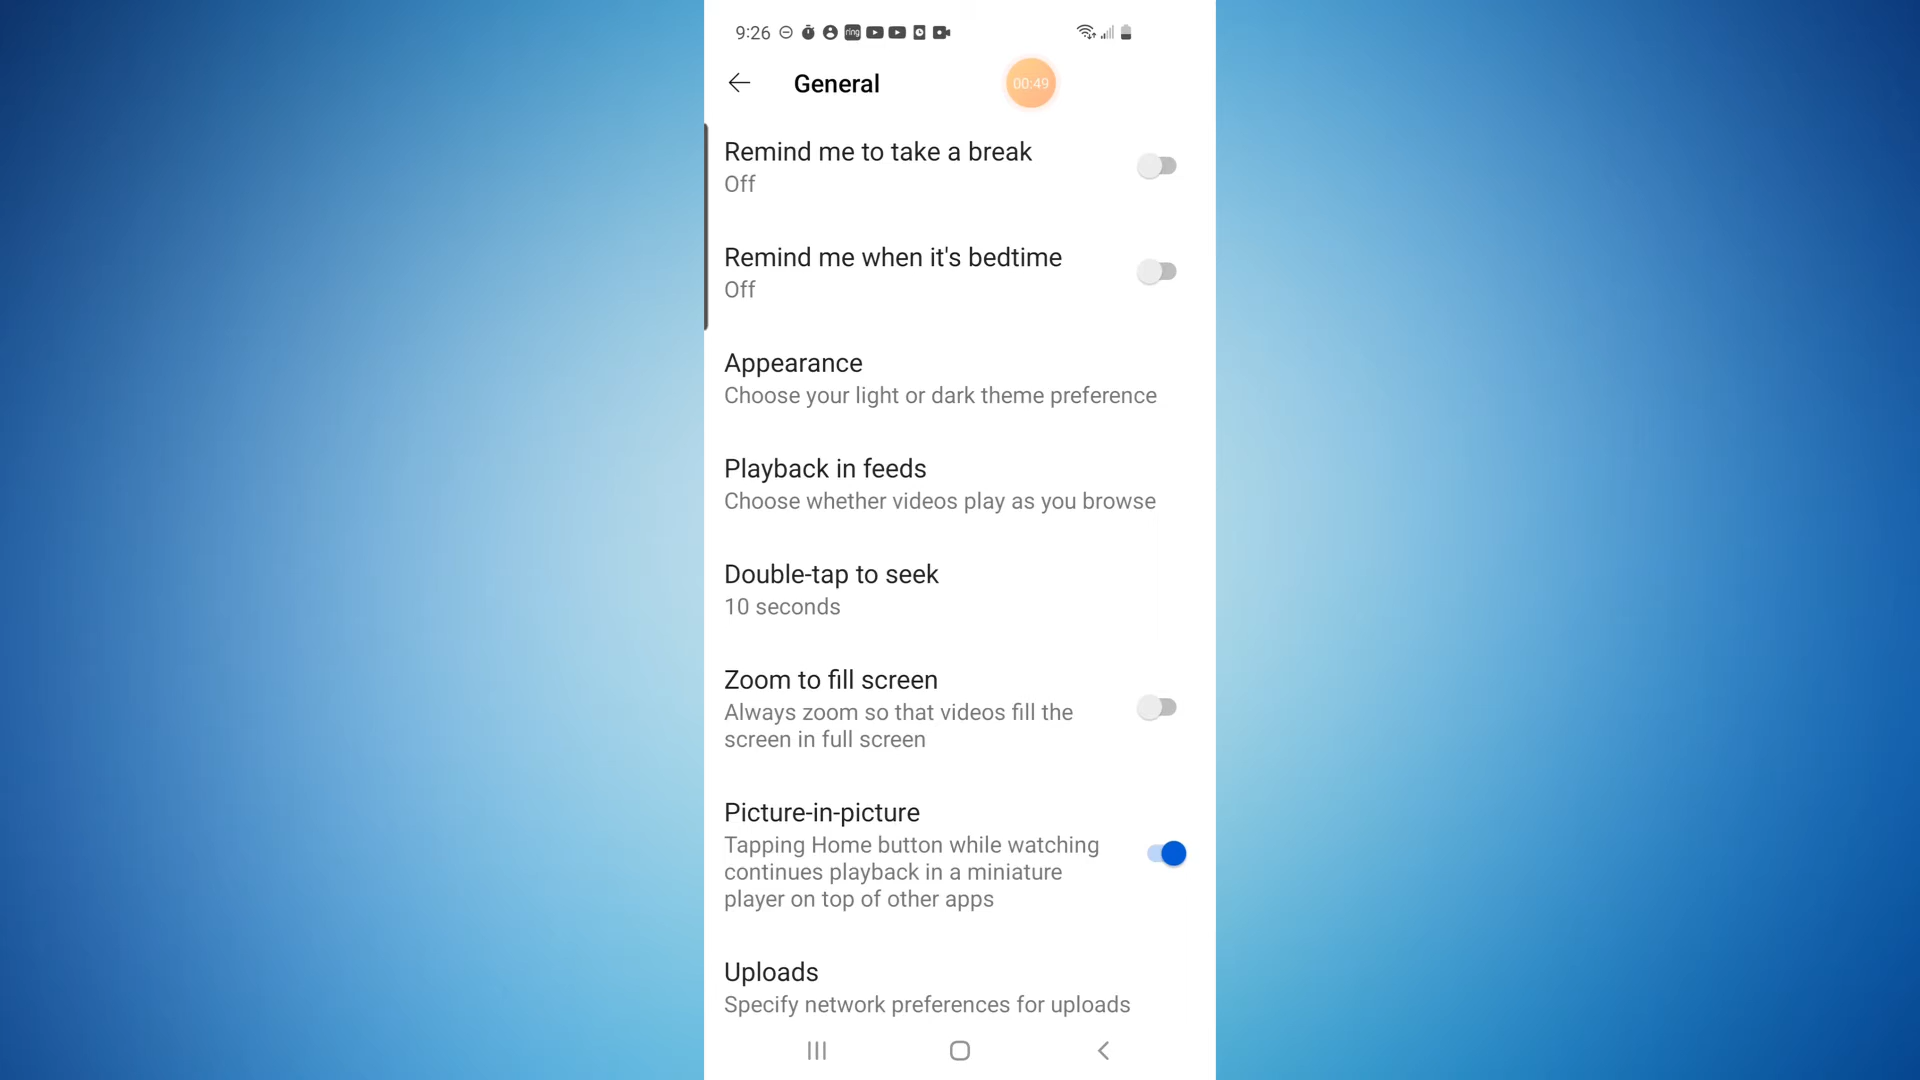 9:26 ring
General
00:49
Remind me to take a break
Off
Remind me when it's bedtime
Off
Appearance
Choose your light or dark theme preference
Playback in feeds
Choose whether videos play as you browse
Double-tap to seek
10 seconds
Zoom to fill screen
Always zoom so that videos fill the
screen in full screen
Picture-in-picture
Tapping Home button while watching
continues playback in a miniature
player on top of other apps
Uploads
Specify network preferences for uploads